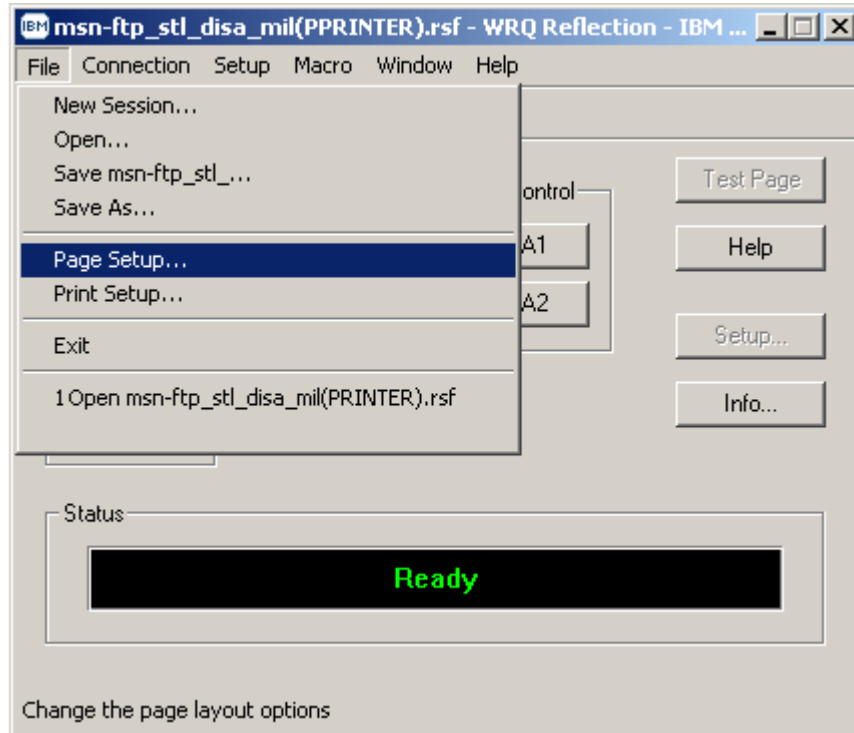 IBM msn-ftp_stl_disa_mil(PPRINTER).rsf - WRQ Reflection - IBM ...
File Connection Setup Macro Window Help
New Session...
Open...
Save msn-ftp_stl_...
Save As...
Page Setup...
Print Setup...
Exit
1 Open msn-ftp_stl_disa_mil(PRINTER).rsf
ontrol
A1
A2
Test Page
Help
Setup...
Info...
Status
Ready
Change the page layout options